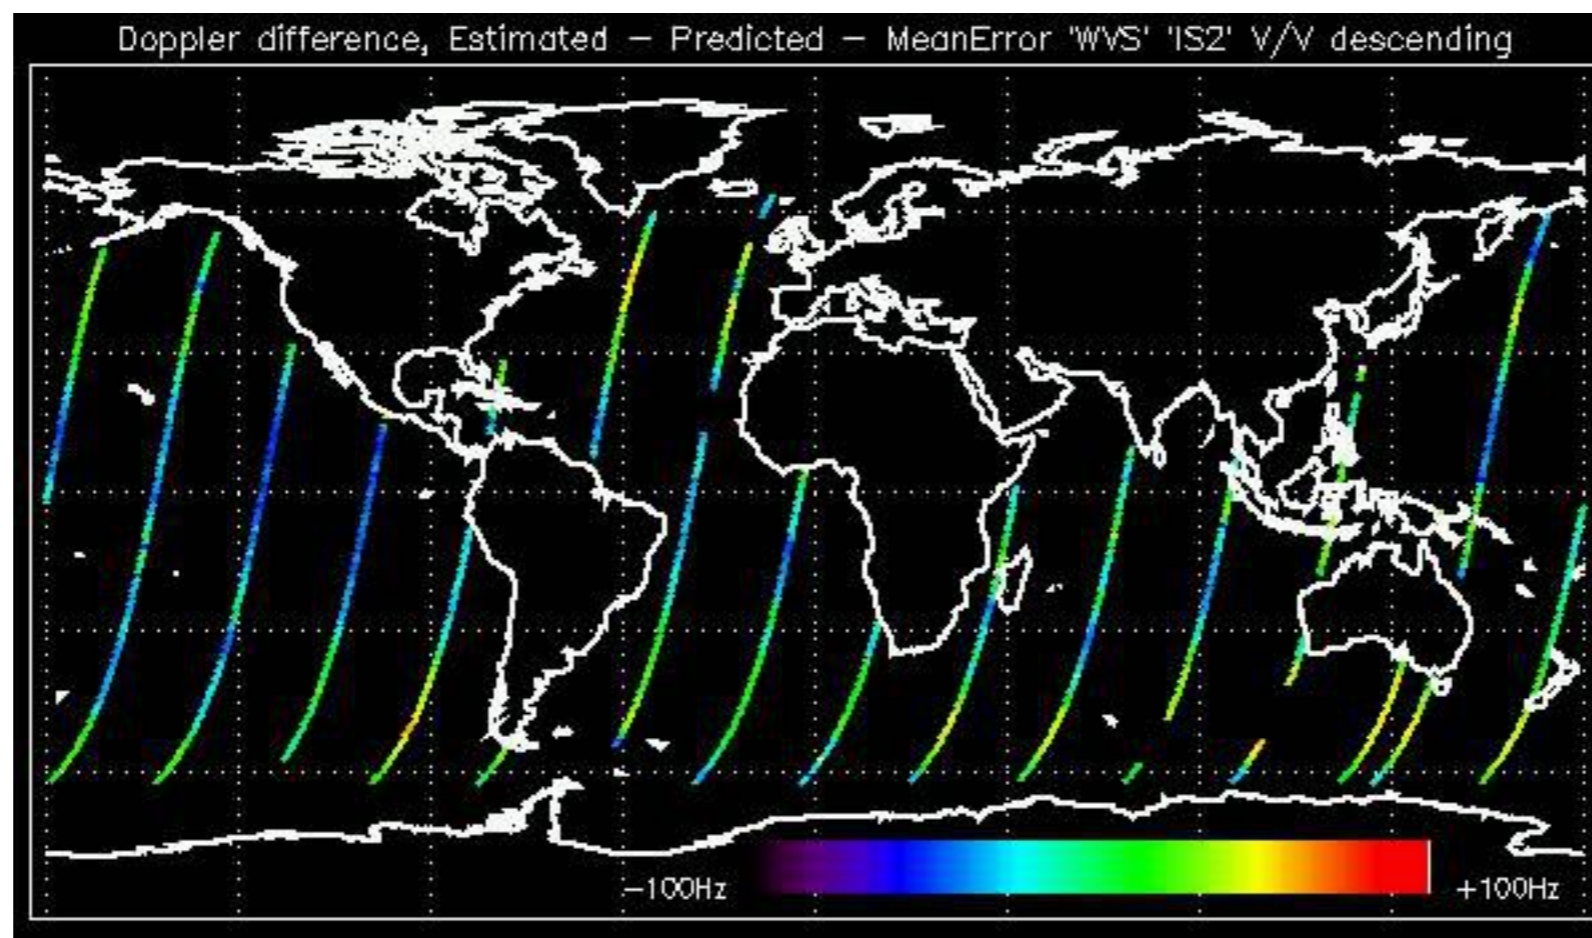 Doppler difference, Estimated – Predicted – MeanError 'WVS' 'IS2' V/V descending
–100Hz +100Hz